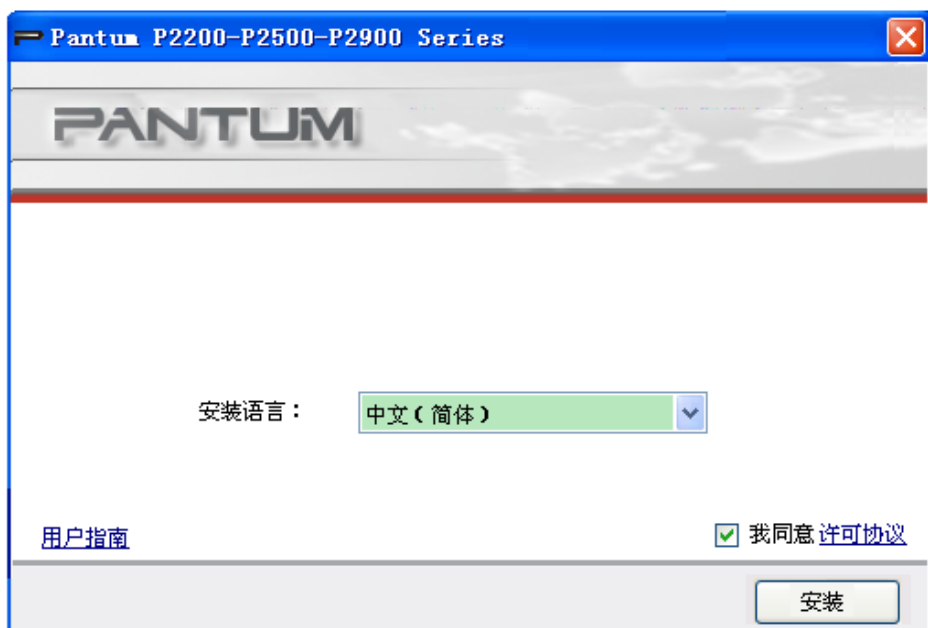 Pantum P2200-P2500-P2900 Series
PANTUM
安装语言：
中文（简体）
用户指南
我同意 许可协议
安装